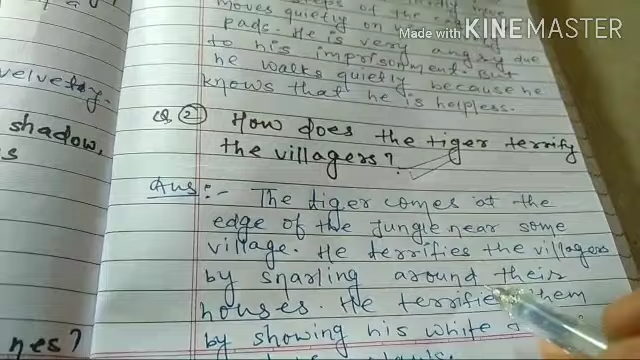 moves quietly on
pads. He is very angry due
to his imprisonment. But
he walks quietly because he
knows that he is helpless.
Q. 2 How does the tiger terrify
the villagers?
Ans:- The tiger comes at the
edge of the jungle near some
village. He terrifies the villagers
by snarling around their
houses. He terrifies them
by showing his white
velvety.
shadow,
Made with KINEMASTER